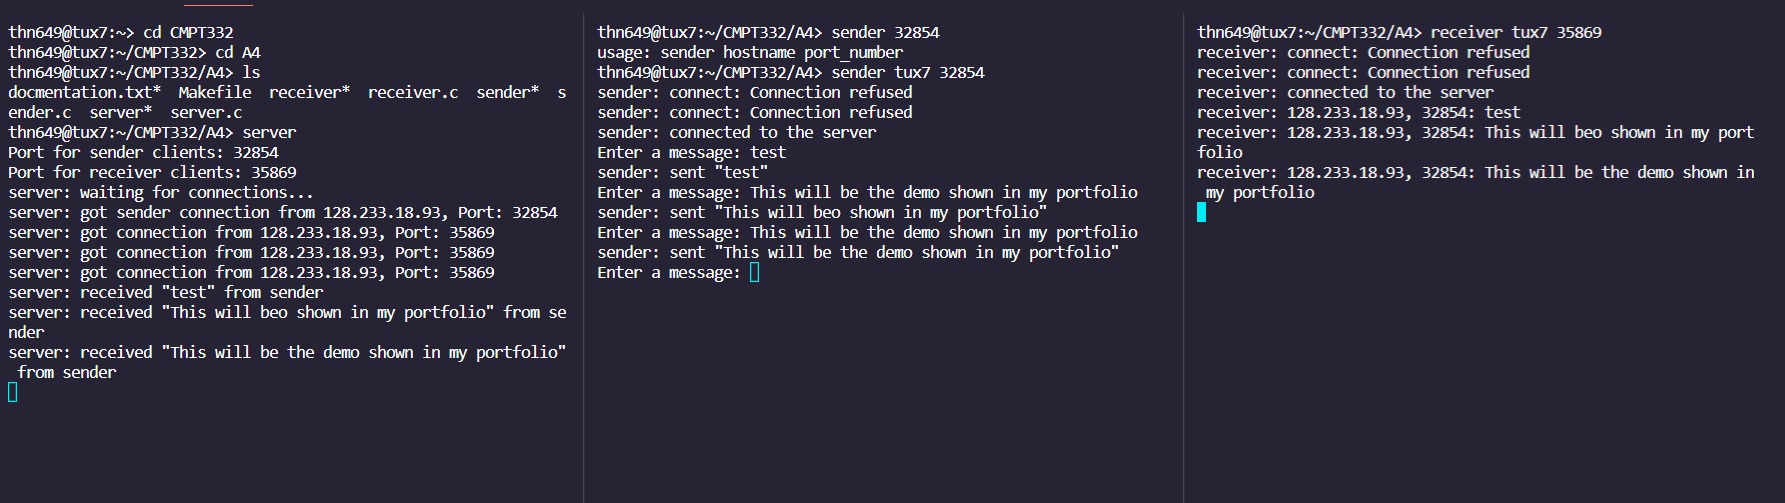 thn649@tux7:~> cd CMPT332
thn649@tux7:~/CMPT332> cd A4
thn649@tux7:~/CMPT332/A4> ls
docmentation.txt*  Makefile  receiver*  receiver.c  sender*  s
ender.c  server*  server.c
thn649@tux7:~/CMPT332/A4> server
Port for sender clients: 32854
Port for receiver clients: 35869
server: waiting for connections...
server: got sender connection from 128.233.18.93, Port: 32854
server: got connection from 128.233.18.93, Port: 35869
server: got connection from 128.233.18.93, Port: 35869
server: got connection from 128.233.18.93, Port: 35869
server: received "test" from sender
server: received "This will beo shown in my portfolio" from se
nder
server: received "This will be the demo shown in my portfolio"
 from sender
thn649@tux7:~/CMPT332/A4> sender 32854
usage: sender hostname port_number
thn649@tux7:~/CMPT332/A4> sender tux7 32854
sender: connect: Connection refused
sender: connect: Connection refused
sender: connected to the server
Enter a message: test
sender: sent "test"
Enter a message: This will be the demo shown in my portfolio
sender: sent "This will beo shown in my portfolio"
Enter a message: This will be the demo shown in my portfolio
sender: sent "This will be the demo shown in my portfolio"
Enter a message:
thn649@tux7:~/CMPT332/A4> receiver tux7 35869
receiver: connect: Connection refused
receiver: connect: Connection refused
receiver: connected to the server
receiver: 128.233.18.93, 32854: test
receiver: 128.233.18.93, 32854: This will beo shown in my port
folio
receiver: 128.233.18.93, 32854: This will be the demo shown in
 my portfolio